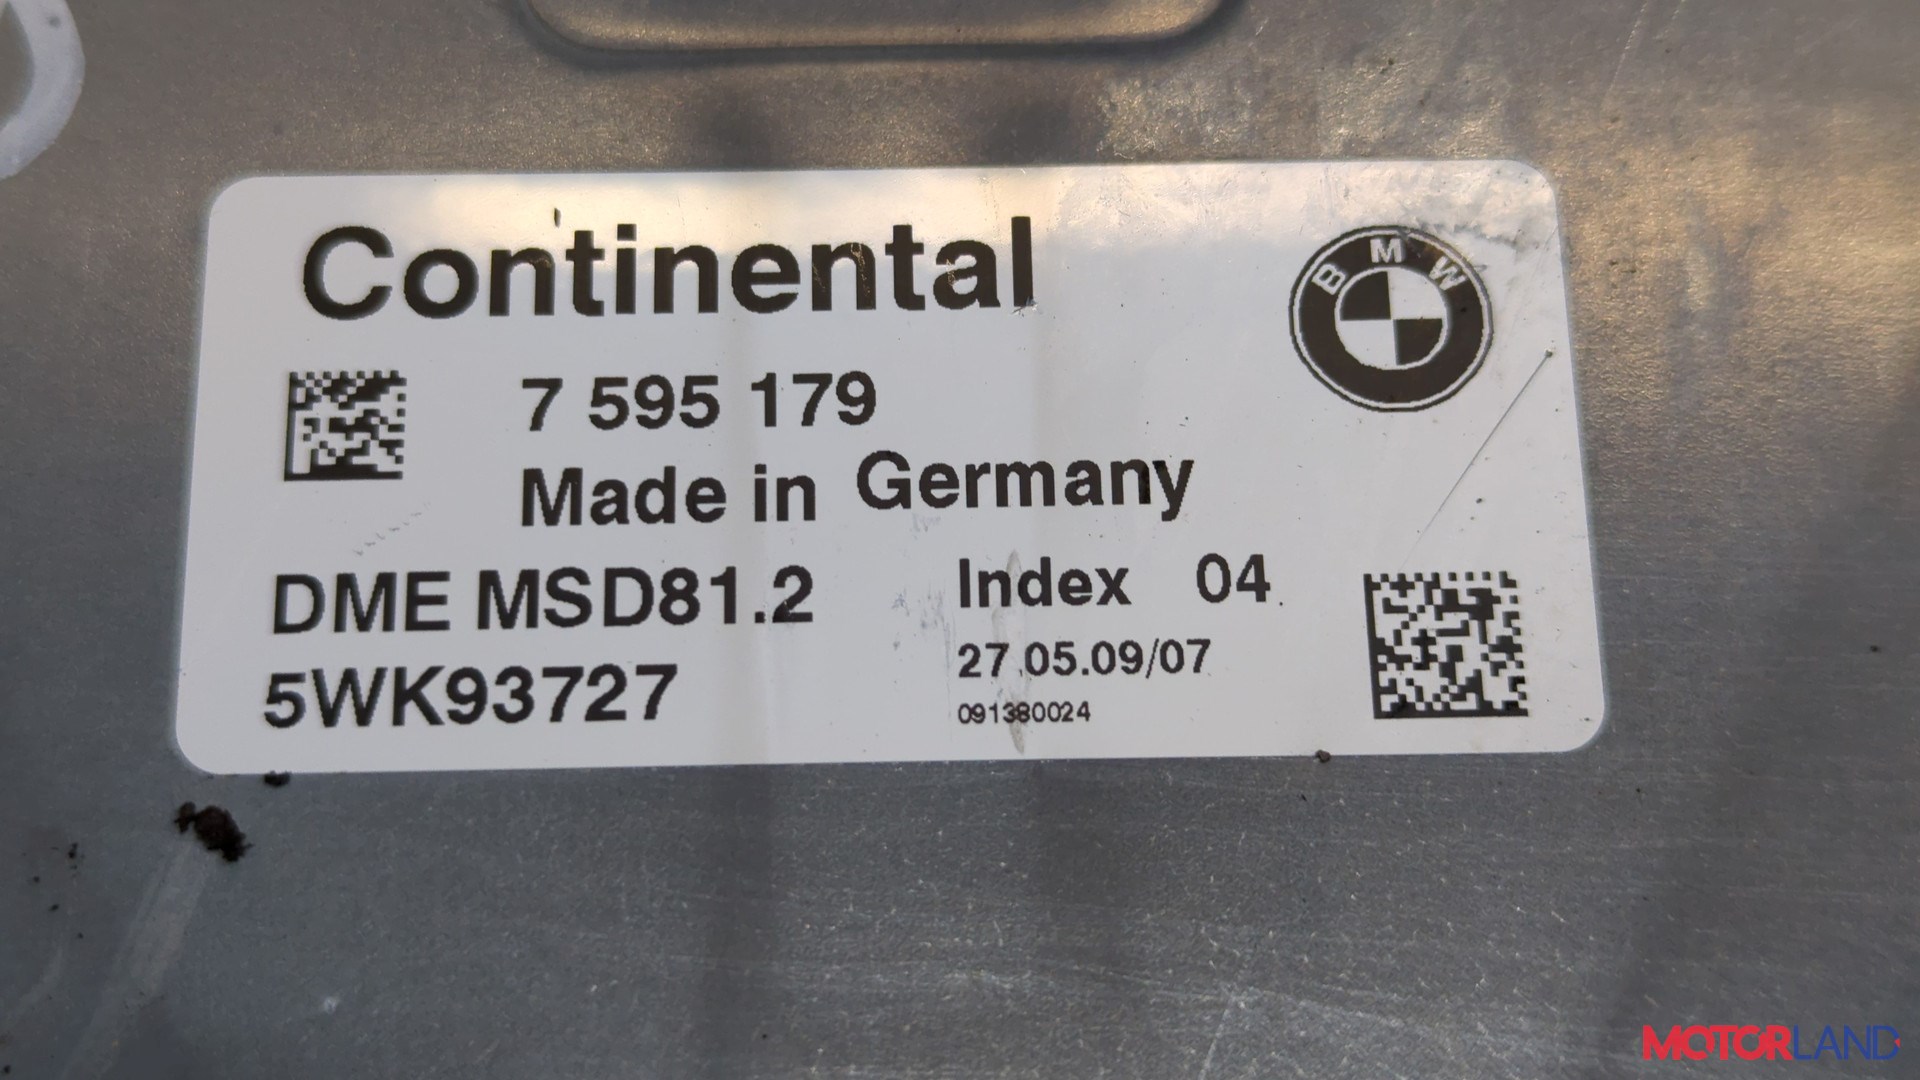 Continental
BMW
7 595 179
Made in Germany
DME MSD81.2
Index 04
5WK93727
27.05.09/07
091380024
MOTORLAND